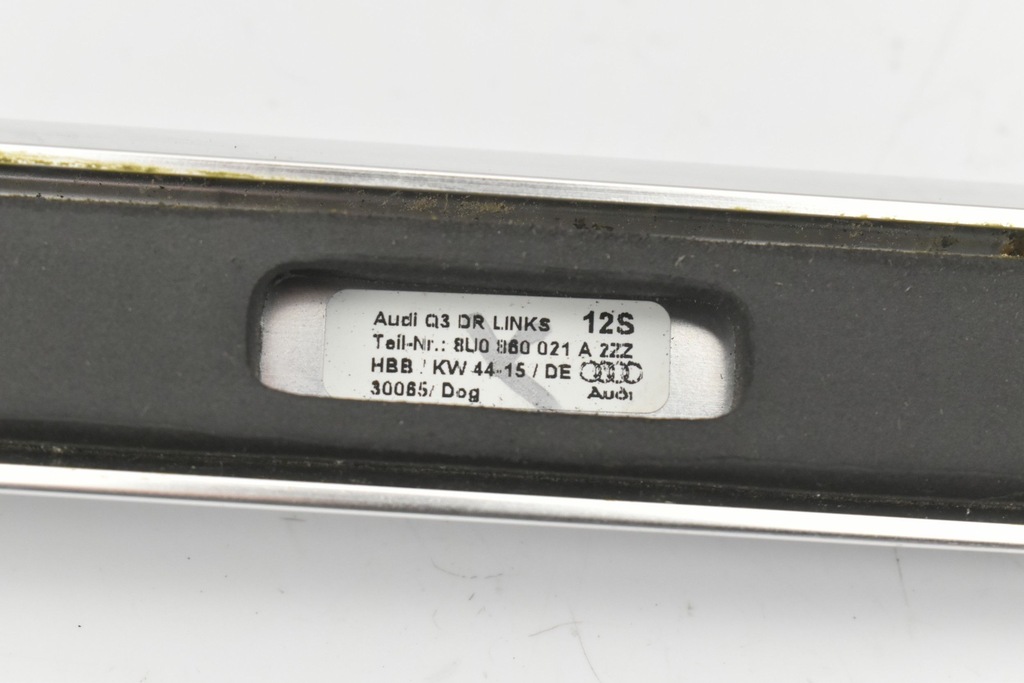 Audi Q3 DR LINKS 12S
Teil-Nr.: 8U0 860 021 A 2ZZ
HBB / KW 44-15 / DE
30065/ Dog Audi